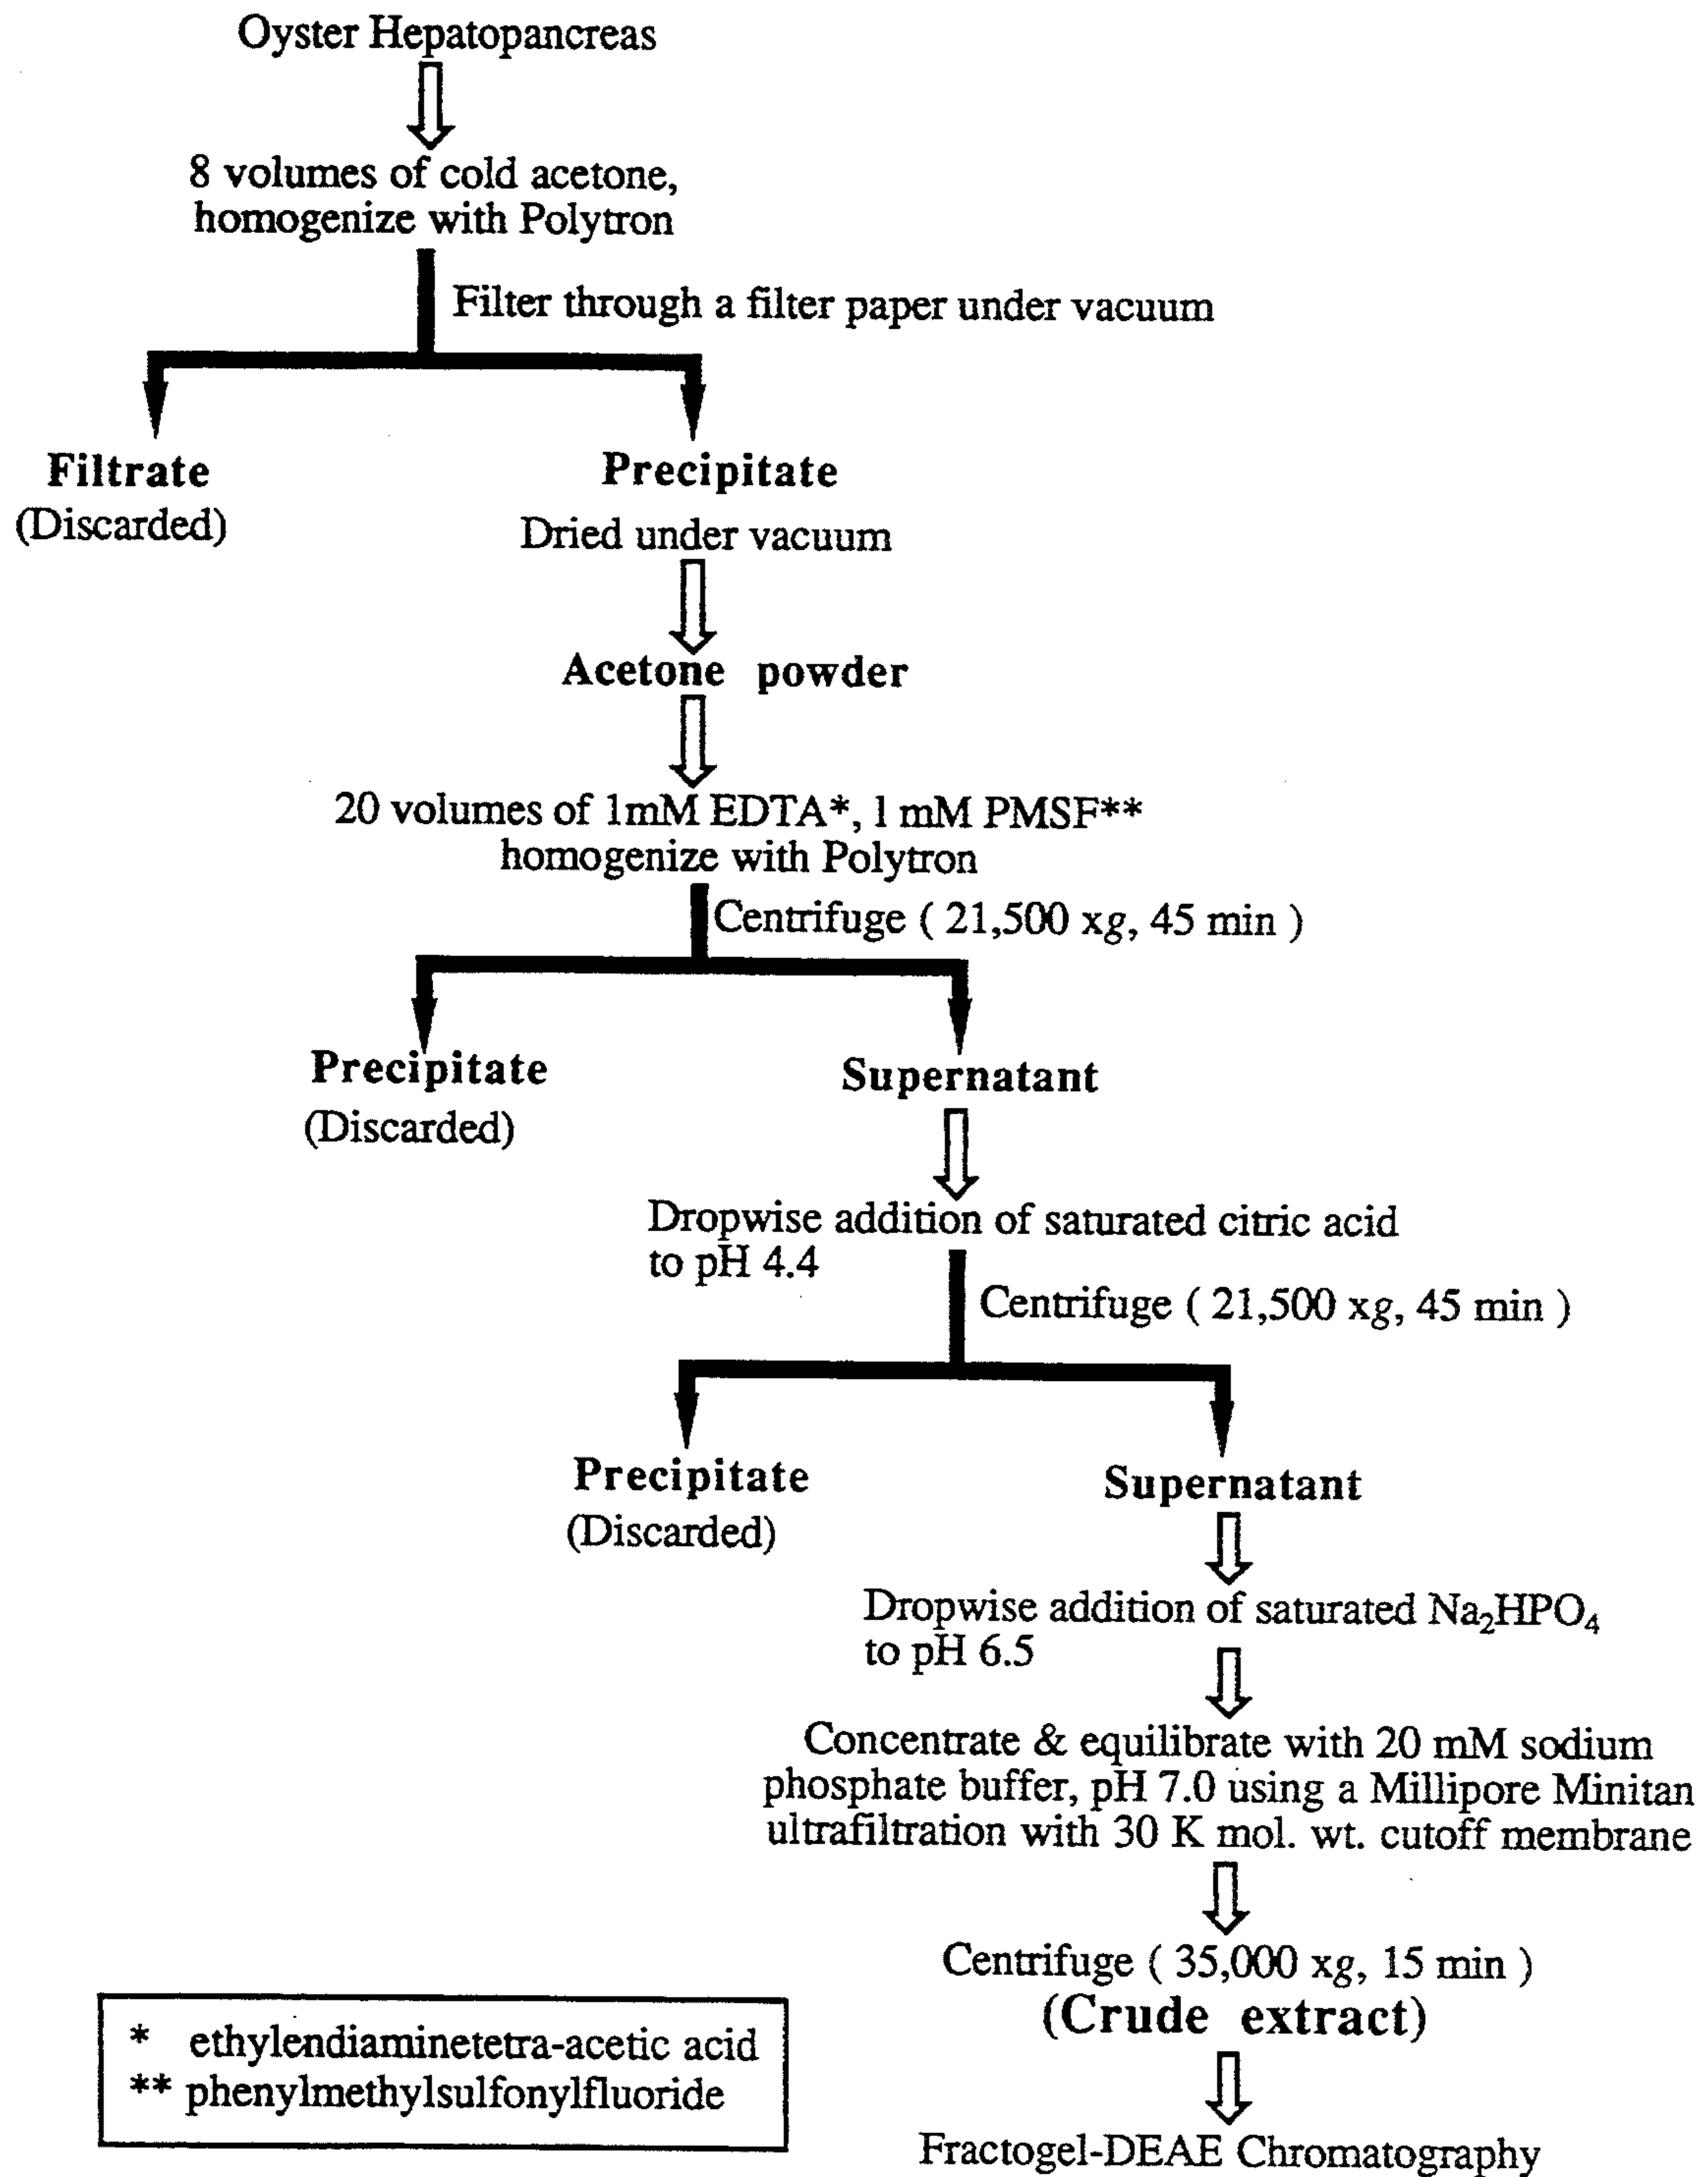 Oyster Hepatopancreas
8 volumes of cold acetone,
homogenize with Polytron
Filter through a filter paper under vacuum
Filtrate
(Discarded)
Precipitate
Dried under vacuum
Acetone powder
20 volumes of 1mM EDTA*, 1 mM PMSF**
homogenize with Polytron
Centrifuge ( 21,500 xg, 45 min )
Precipitate
(Discarded)
Supernatant
Dropwise addition of saturated citric acid
to pH 4.4
Centrifuge ( 21,500 xg, 45 min )
Precipitate
(Discarded)
Supernatant
Dropwise addition of saturated Na₂HPO₄
to pH 6.5
Concentrate & equilibrate with 20 mM sodium
phosphate buffer, pH 7.0 using a Millipore Minitan
ultrafiltration with 30 K mol. wt. cutoff membrane
Centrifuge ( 35,000 xg, 15 min )
(Crude extract)
Fractogel-DEAE Chromatography
* ethylendiaminetetra-acetic acid
** phenylmethylsulfonylfluoride